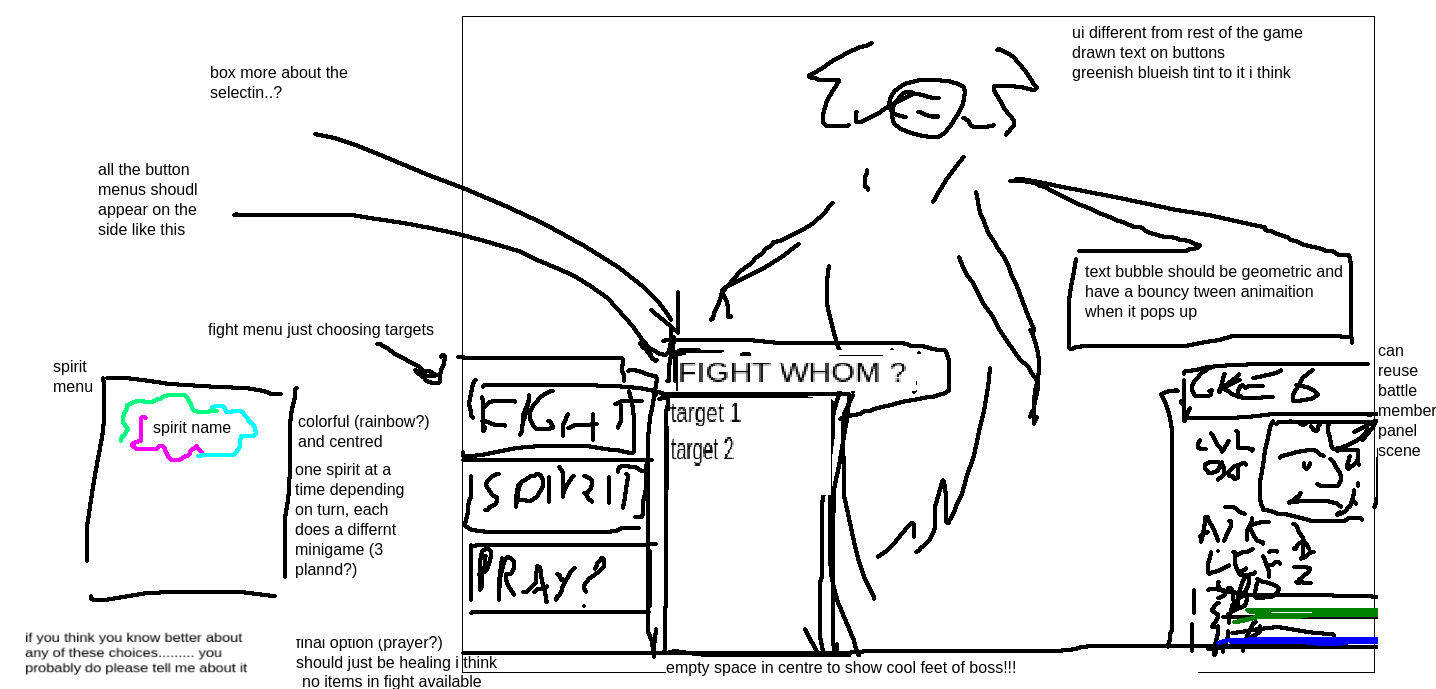 ui different from rest of the game
drawn text on buttons
greenish blueish tint to it i think
box more about the
selectin..?
all the button
menus shoudl
appear on the
side like this
text bubble should be geometric and
have a bouncy tween animaition
when it pops up
fight menu just choosing targets
can
reuse
battle
member
panel
scene
spirit
menu
spirit name
colorful (rainbow?)
and centred
one spirit at a
time depending
on turn, each
does a differnt
minigame (3
plannd?)
FIGHT
SPIRIT
PRAY?
FIGHT WHOM ?
target 1
target 2
LVL
ATK
DEF 2
if you think you know better about
any of these choices......... you
probably do please tell me about it
final option (prayer?)
should just be healing i think
no items in fight available
empty space in centre to show cool feet of boss!!!